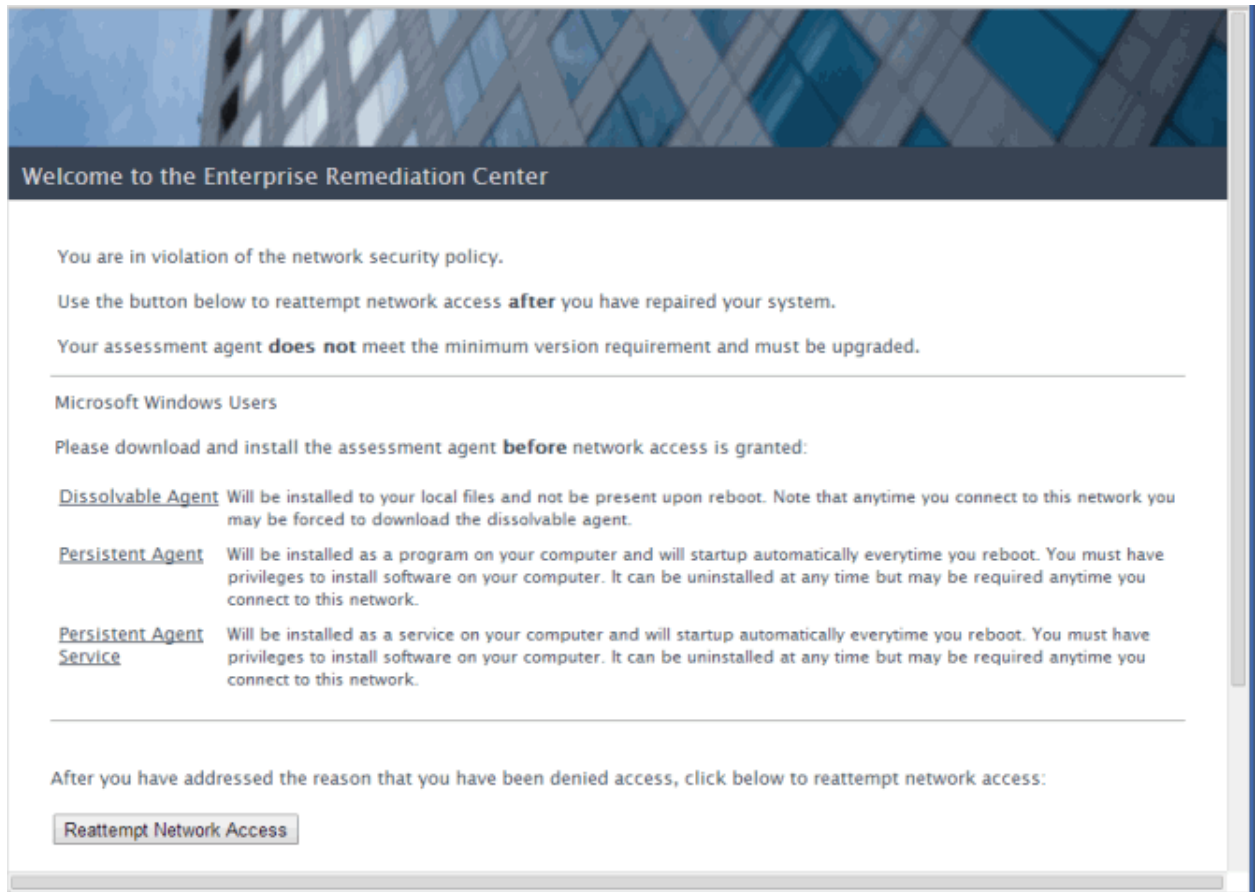 Welcome to the Enterprise Remediation Center
You are in violation of the network security policy.
Use the button below to reattempt network access after you have repaired your system.
Your assessment agent does not meet the minimum version requirement and must be upgraded.
Microsoft Windows Users
Please download and install the assessment agent before network access is granted:
Dissolvable Agent Will be installed to your local files and not be present upon reboot. Note that anytime you connect to this network you
may be forced to download the dissolvable agent.
Persistent Agent Will be installed as a program on your computer and will startup automatically everytime you reboot. You must have
privileges to install software on your computer. It can be uninstalled at any time but may be required anytime you
connect to this network.
Persistent Agent Will be installed as a service on your computer and will startup automatically everytime you reboot. You must have
Service privileges to install software on your computer. It can be uninstalled at any time but may be required anytime you
connect to this network.
After you have addressed the reason that you have been denied access, click below to reattempt network access:
Reattempt Network Access